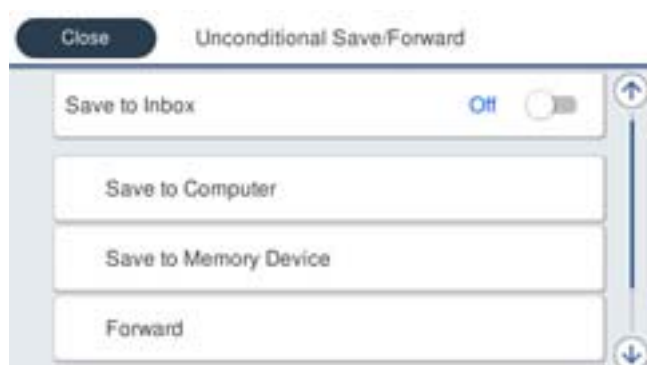 Close Unconditional Save/Forward
Save to Inbox Off
Save to Computer
Save to Memory Device
Forward